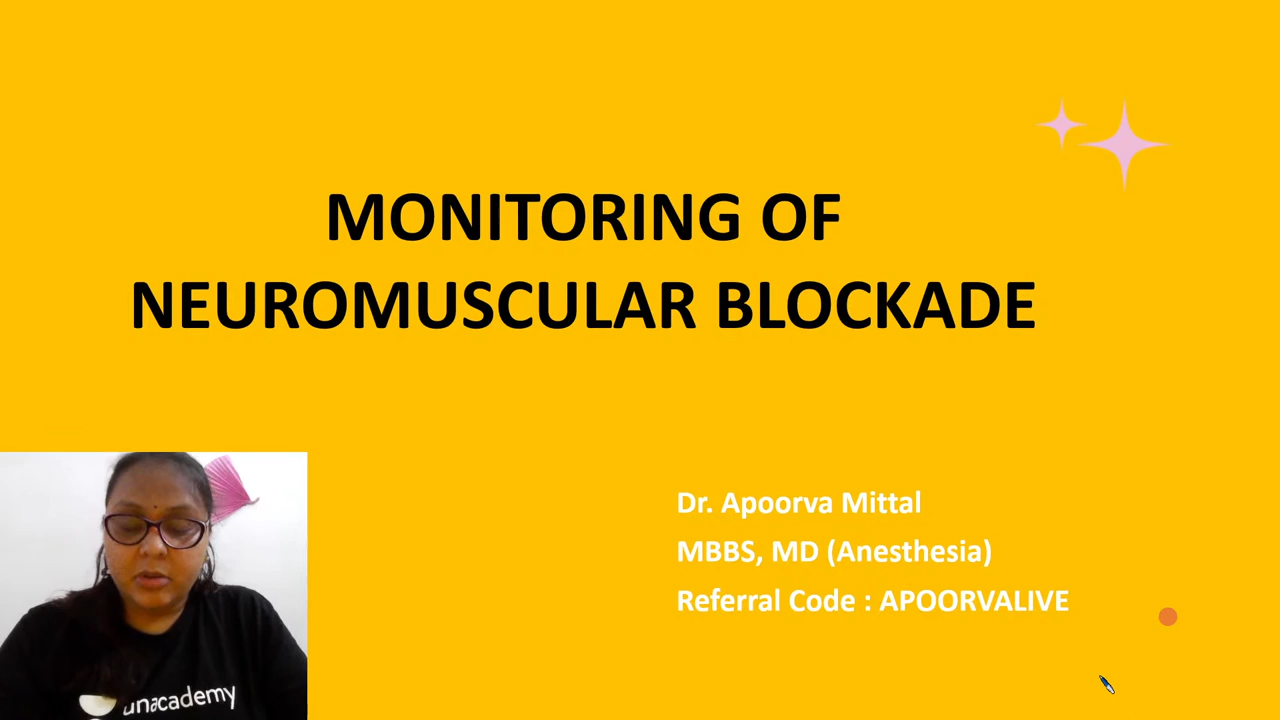 MONITORING OF
NEUROMUSCULAR BLOCKADE
Dr. Apoorva Mittal
MBBS, MD (Anesthesia)
Referral Code : APOORVALIVE
unacademy